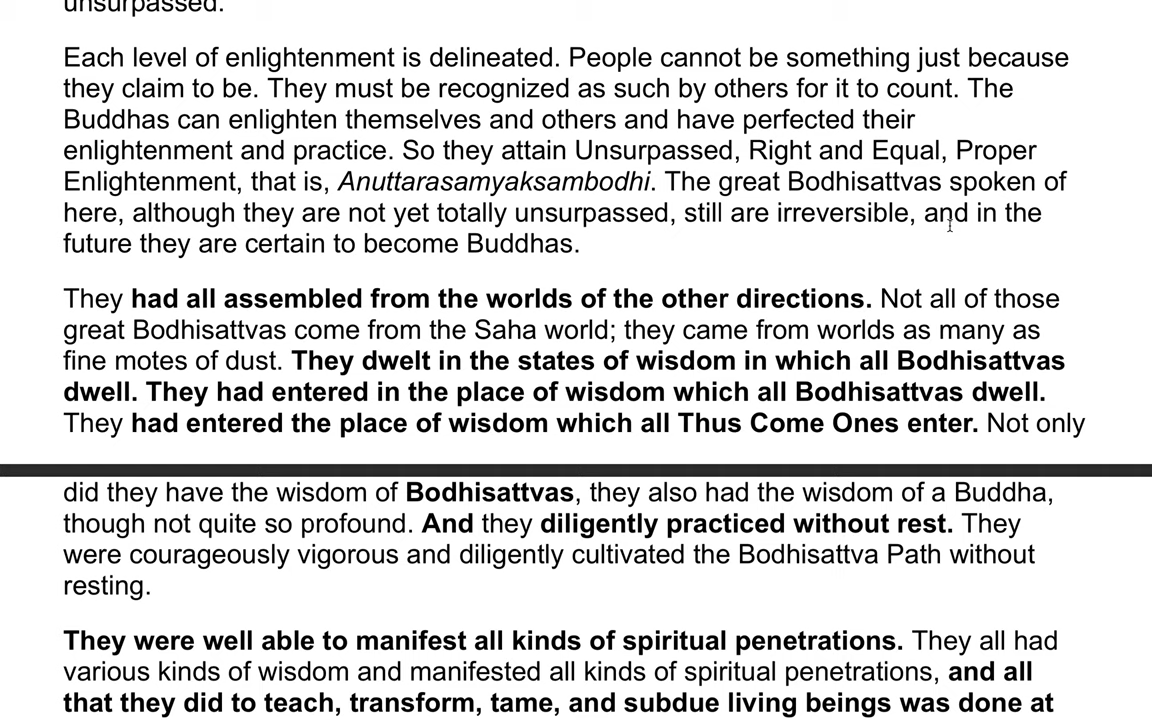 unsurpassed.
Each level of enlightenment is delineated. People cannot be something just because
they claim to be. They must be recognized as such by others for it to count. The
Buddhas can enlighten themselves and others and have perfected their
enlightenment and practice. So they attain Unsurpassed, Right and Equal, Proper
Enlightenment, that is, Anuttarasamyaksambodhi. The great Bodhisattvas spoken of
here, although they are not yet totally unsurpassed, still are irreversible, and in the
future they are certain to become Buddhas.
They had all assembled from the worlds of the other directions. Not all of those
great Bodhisattvas come from the Saha world; they came from worlds as many as
fine motes of dust. They dwelt in the states of wisdom in which all Bodhisattvas
dwell. They had entered in the place of wisdom which all Bodhisattvas dwell.
They had entered the place of wisdom which all Thus Come Ones enter. Not only
did they have the wisdom of Bodhisattvas, they also had the wisdom of a Buddha,
though not quite so profound. And they diligently practiced without rest. They
were courageously vigorous and diligently cultivated the Bodhisattva Path without
resting.
They were well able to manifest all kinds of spiritual penetrations. They all had
various kinds of wisdom and manifested all kinds of spiritual penetrations, and all
that they did to teach, transform, tame, and subdue living beings was done at